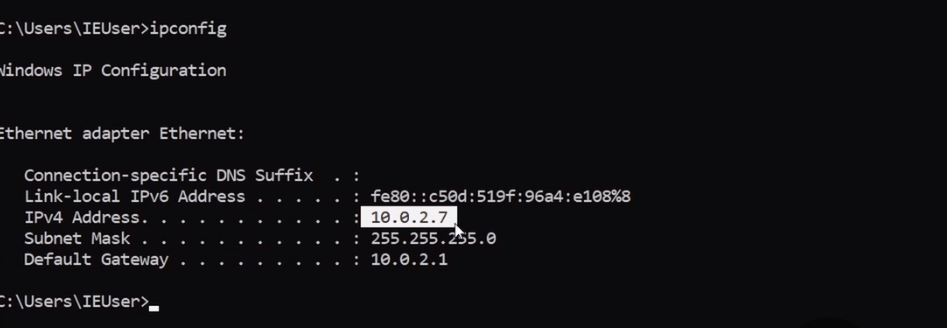 C:\Users\IEUser>ipconfig
Windows IP Configuration
Ethernet adapter Ethernet:
Connection-specific DNS Suffix  . :
Link-local IPv6 Address . . . . . : fe80::c50d:519f:96a4:e108%8
IPv4 Address. . . . . . . . . . . : 10.0.2.7
Subnet Mask . . . . . . . . . . . : 255.255.255.0
Default Gateway . . . . . . . . . : 10.0.2.1
C:\Users\IEUser>